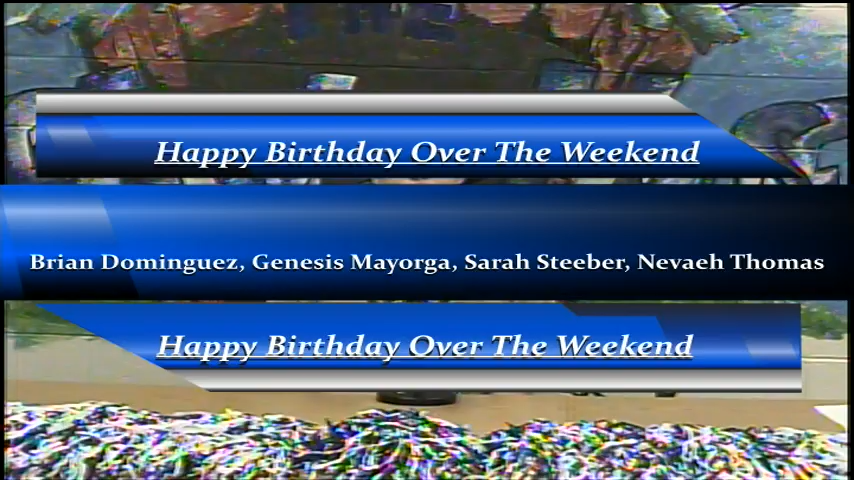 Happy Birthday Over The Weekend
Brian Dominguez, Genesis Mayorga, Sarah Steeber, Nevaeh Thomas
Happy Birthday Over The Weekend